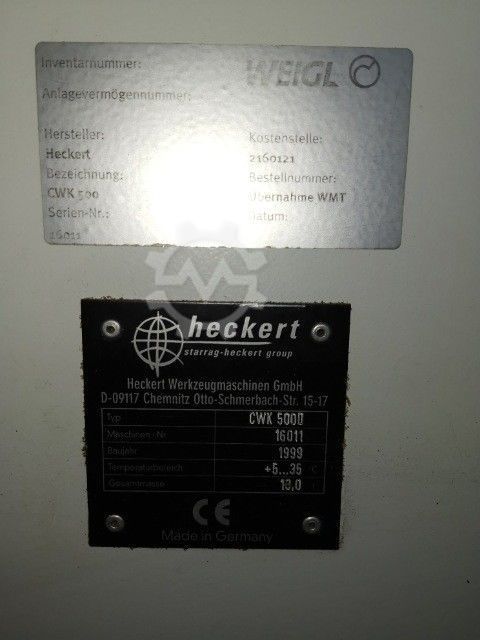 Inventarnummer:
WEIGL
Anlagevermögennummer:
Hersteller:
Kostenstelle:
Heckert
2160121
Bezeichnung:
Bestellnummer:
CWK 500
Übernahme WMT
Serien-Nr.:
Datum:
16011
heckert
starrag-heckert group
Heckert Werkzeugmaschinen GmbH
D-09117 Chemnitz Otto-Schmerbach-Str. 15-17
Typ CWK 500D
Maschinen-Nr. 16011
Baujahr 1999
Temperaturbereich +5...35 °C
Gesamtmasse 13,0 t
CE
Made in Germany